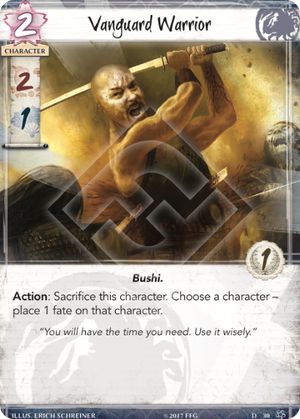 2
Vanguard Warrior
CHARACTER
2
1
Bushi.
1
Action: Sacrifice this character. Choose a character –
place 1 fate on that character.
“You will have the time you need. Use it wisely.”
ILLUS. ERICH SCHREINER ©2017 FFG D 38